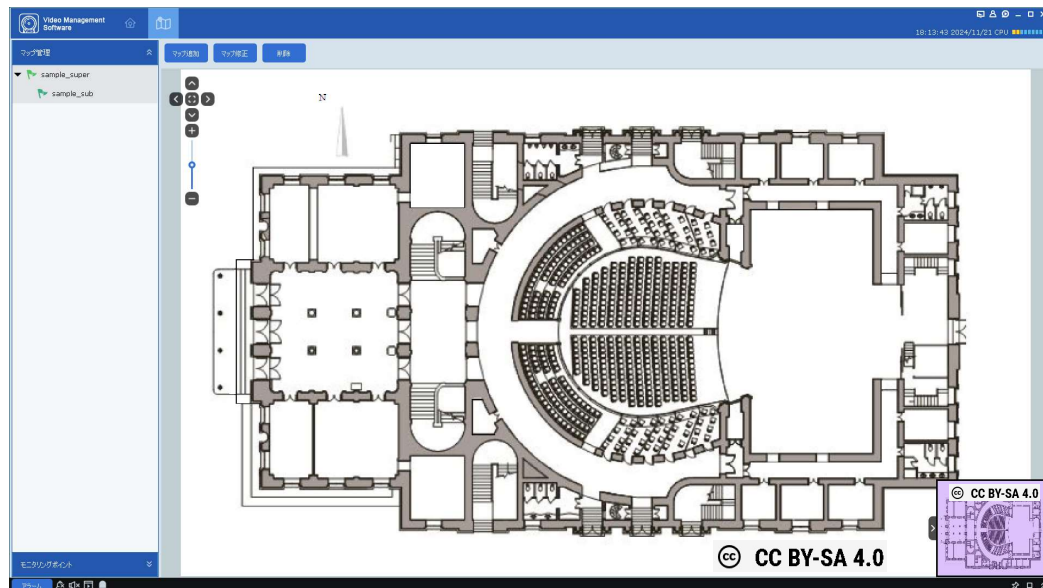 Video Management
Software
18:13:43 2024/11/21 CPU
マップ管理
マップ追加
マップ修正
削除
sample_super
sample_sub
N
CC BY-SA 4.0
cc CC BY-SA 4.0
モニタリングポイント
アラーム